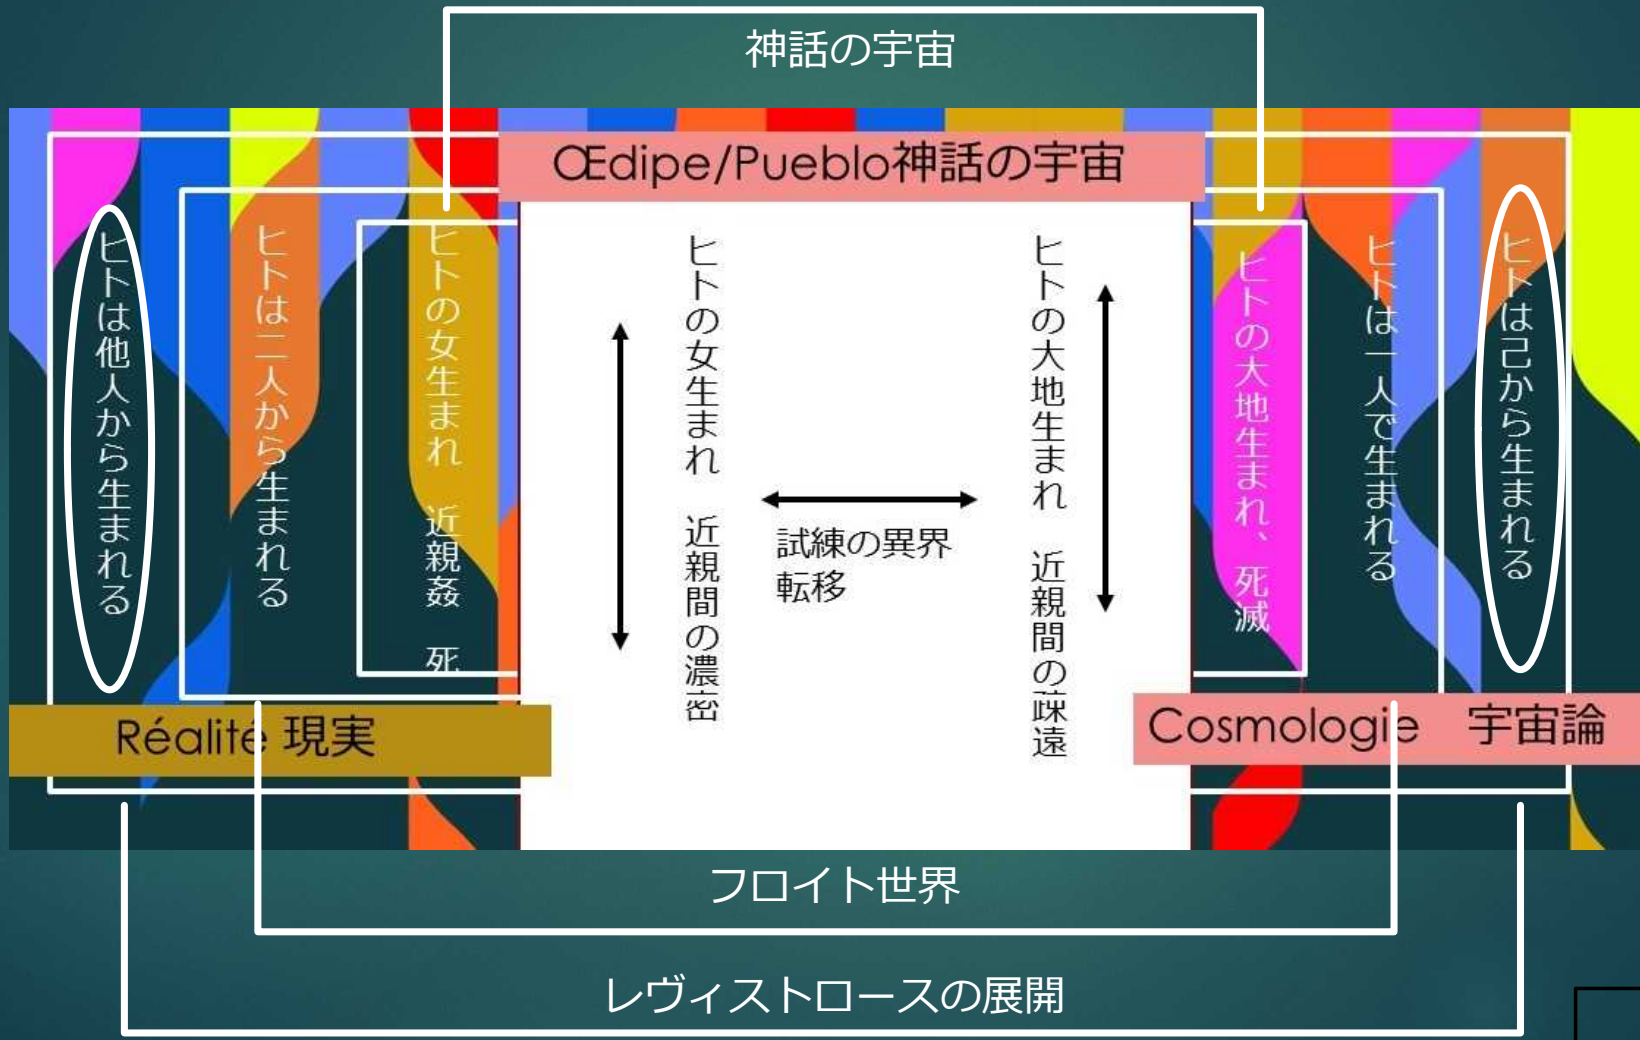 神話の宇宙
Œdipe/Pueblo神話の宇宙
ヒトは他人から生まれる
ヒトは二人から生まれる
ヒトの女生まれ 近親姦 死
ヒトの女生まれ 近親間の濃密
試練の異界
転移
ヒトの大地生まれ 近親間の疎遠
ヒトの大地生まれ、死滅
ヒトは一人で生まれる
ヒトは己から生まれる
Réalité 現実
Cosmologie 宇宙論
フロイト世界
レヴィストロースの展開